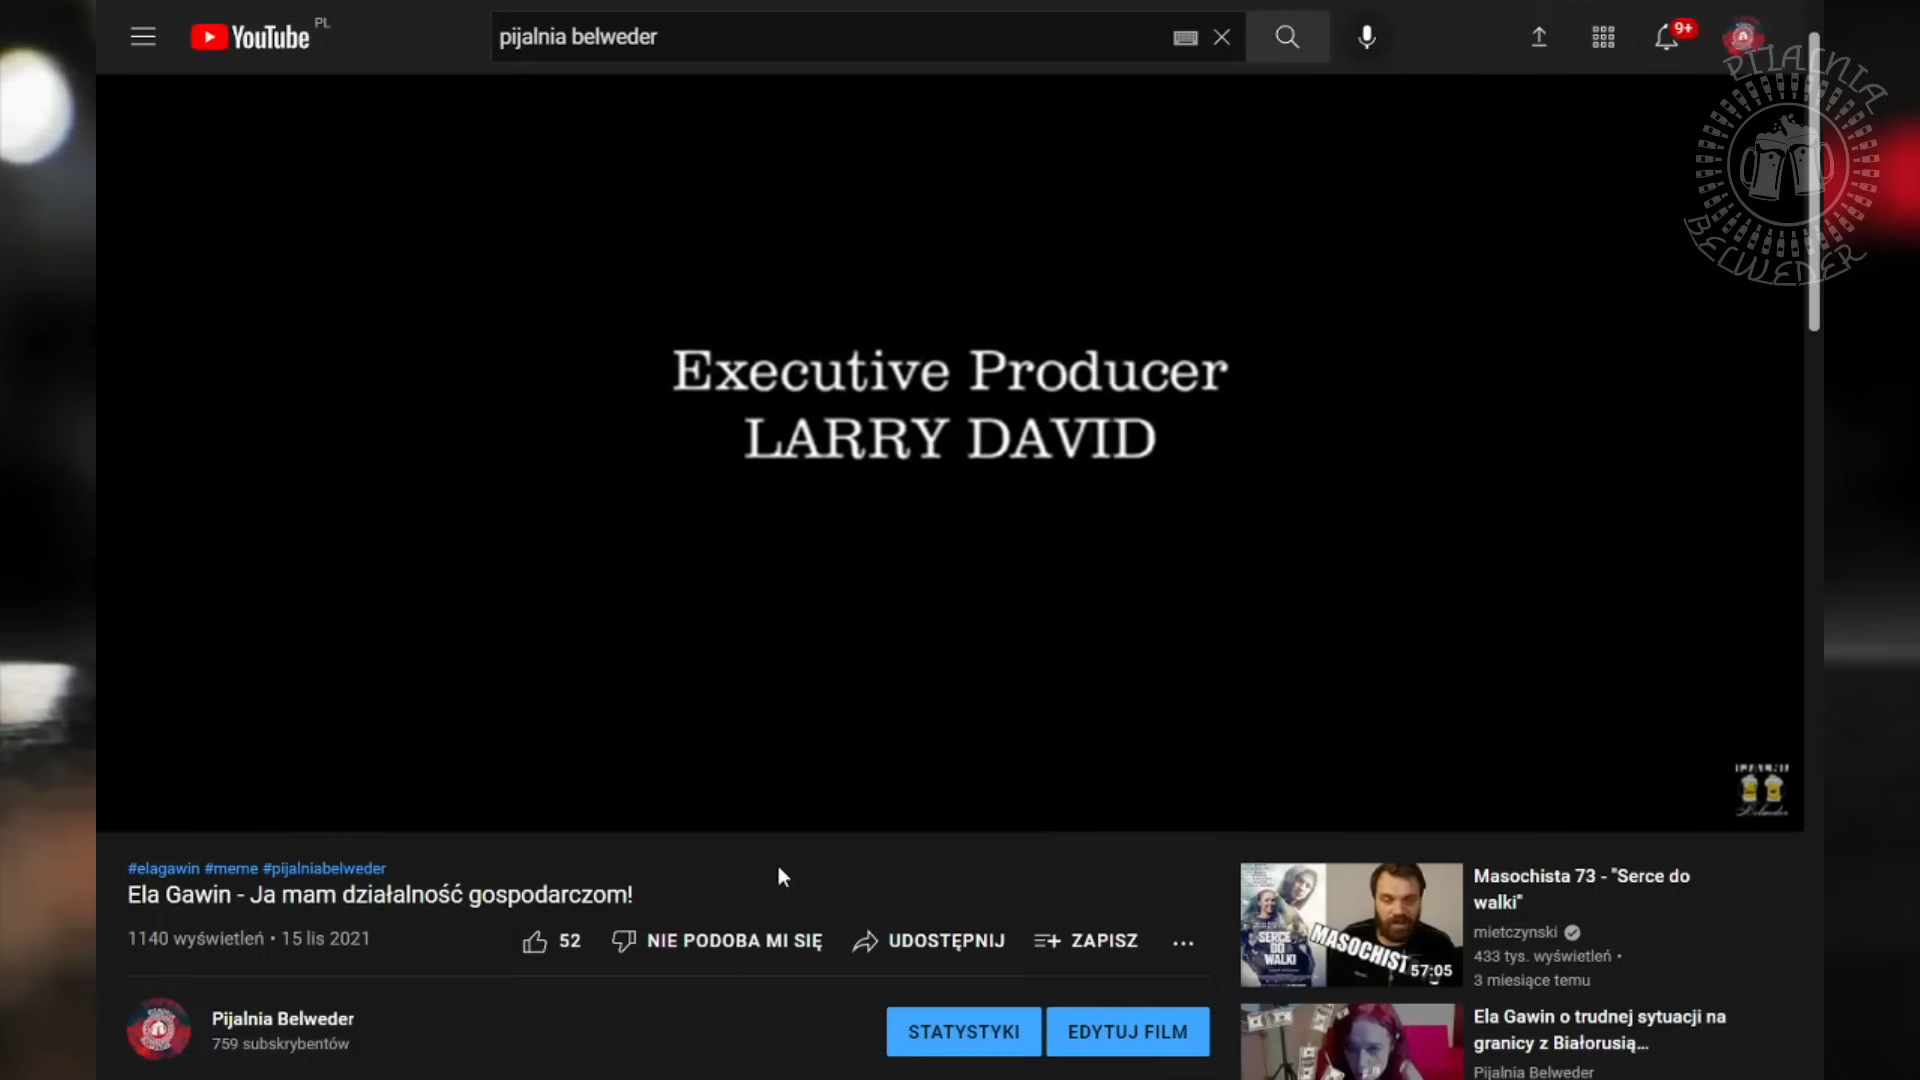 YouTube PL
pijalnia belweder
9+
PIJALNIA
BELWEDER
Executive Producer
LARRY DAVID
#elagawin #meme #pijalniabelweder
Ela Gawin - Ja mam działalność gospodarczom!
1140 wyświetleń • 15 lis 2021
52
NIE PODOBA MI SIĘ
UDOSTĘPNIJ
ZAPISZ
Pijalnia Belweder
759 subskrybentów
STATYSTYKI
EDYTUJ FILM
SERCE
DO
WALKI
MASOCHIST
57:05
Masochista 73 - "Serce do
walki"
mietczynski
433 tys. wyświetleń •
3 miesiące temu
Ela Gawin o trudnej sytuacji na
granicy z Białorusią...
Pijalnia Belweder